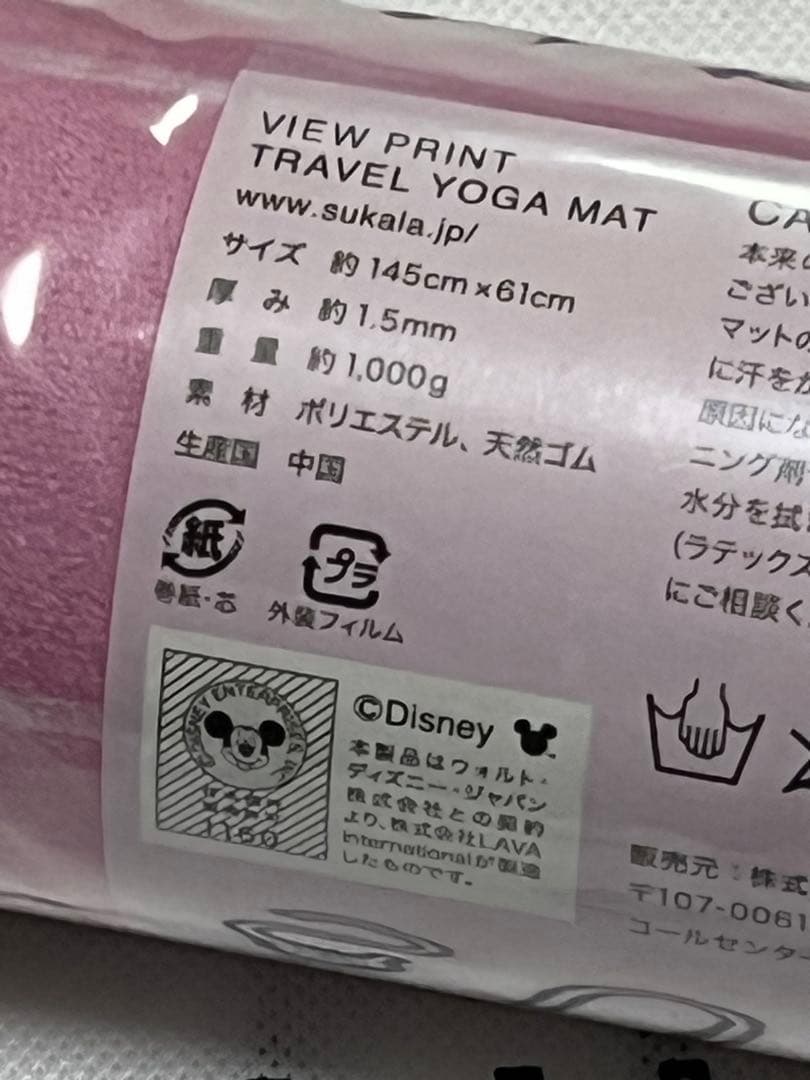 VIEW PRINT
TRAVEL YOGA MAT
www.sukala.jp/
サイズ 約145cm×61cm
厚み 約1.5mm
重量 約1,000g
素材 ポリエステル、天然ゴム
生産国 中国
紙
巻紙・芯
プラ
外装フィルム
©Disney
本製品はウォルト・
ディズニー・ジャパン
株式会社との契約
より、株式会社LAVA
Internationalが製造
したものです。
©DISNEY ENTERPRISES, INC.
CA
本来の
ござい
マットの
に汗をか
原因にな
ニング剤
水分を拭
(ラテックス
にご相談く
販売元：株式
〒107-0061
コールセンター